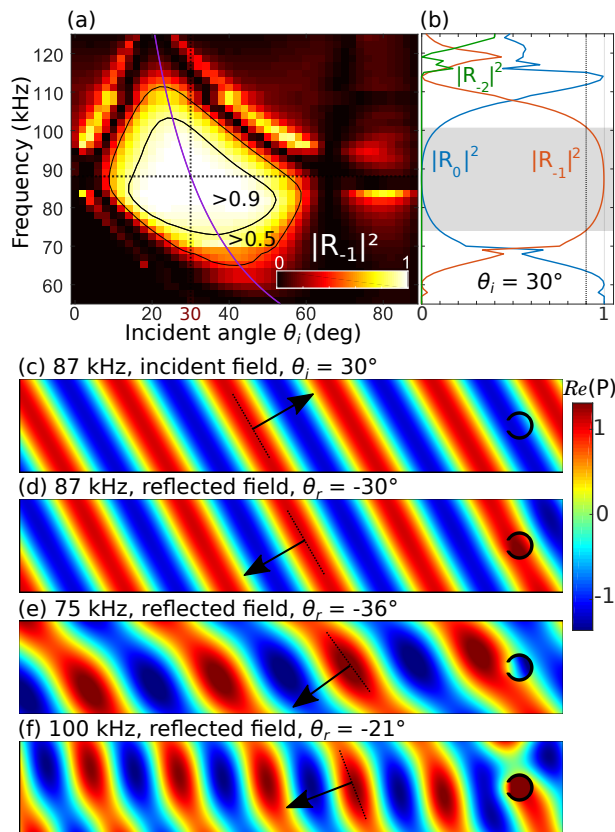 (a)
(b)
Frequency (kHz)
120
110
100
90
80
70
60
>0.9
>0.5
|R-1|²
0
1
0
20
30
40
60
80
Incident angle θi (deg)
|R-2|²
|R0|²
|R-1|²
θi = 30°
0
1
(c) 87 kHz, incident field, θi = 30°
Re(P)
1
0
-1
(d) 87 kHz, reflected field, θr = -30°
(e) 75 kHz, reflected field, θr = -36°
(f) 100 kHz, reflected field, θr = -21°